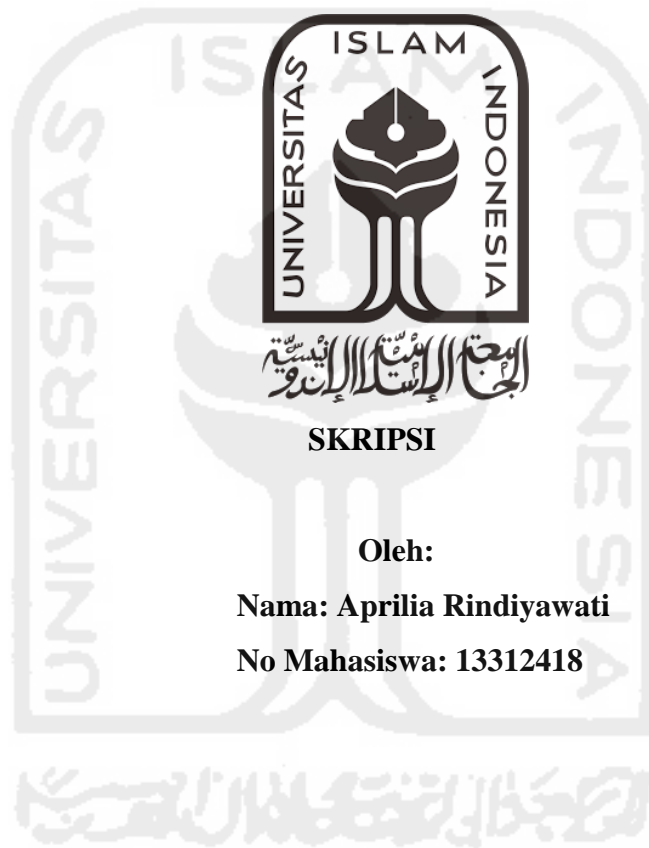 ISLAM
UNIVERSITAS
INDONESIA
الجامعة الإسلامية الإندونيسية
SKRIPSI
Oleh:
Nama: Aprilia Rindiyawati
No Mahasiswa: 13312418